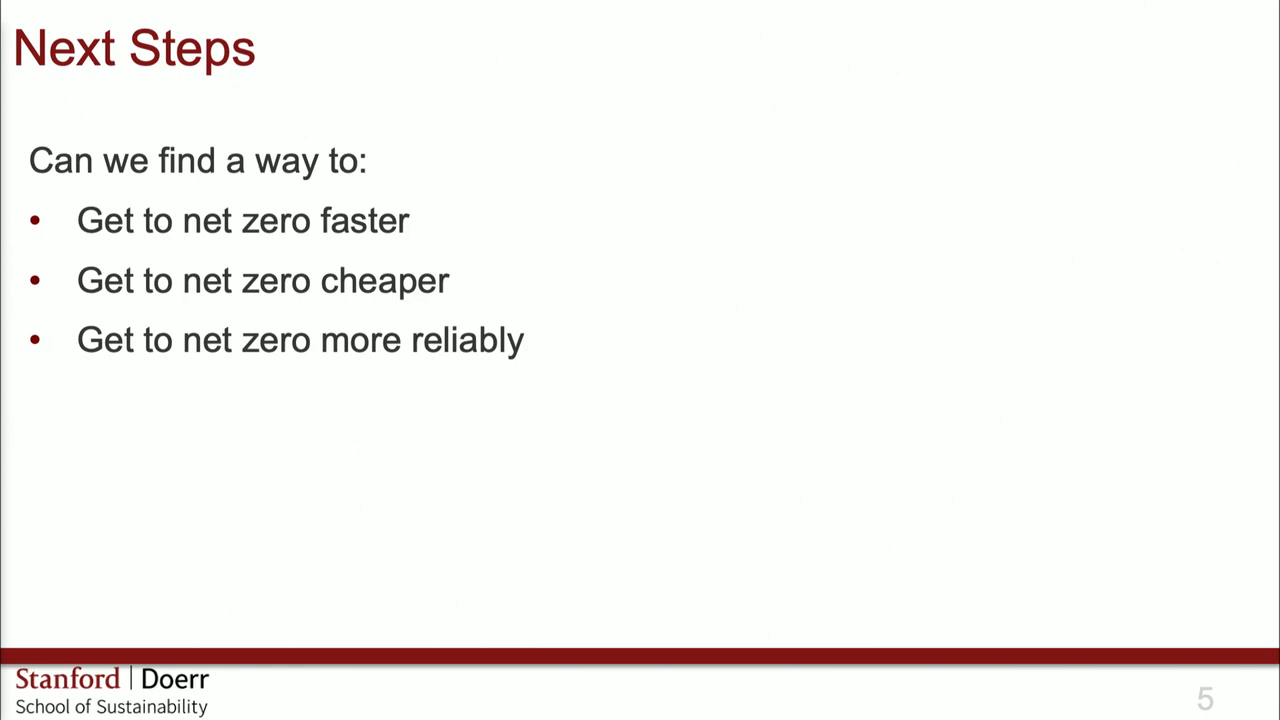 Next Steps
Can we find a way to:
• Get to net zero faster
• Get to net zero cheaper
• Get to net zero more reliably
Stanford | Doerr
School of Sustainability
5